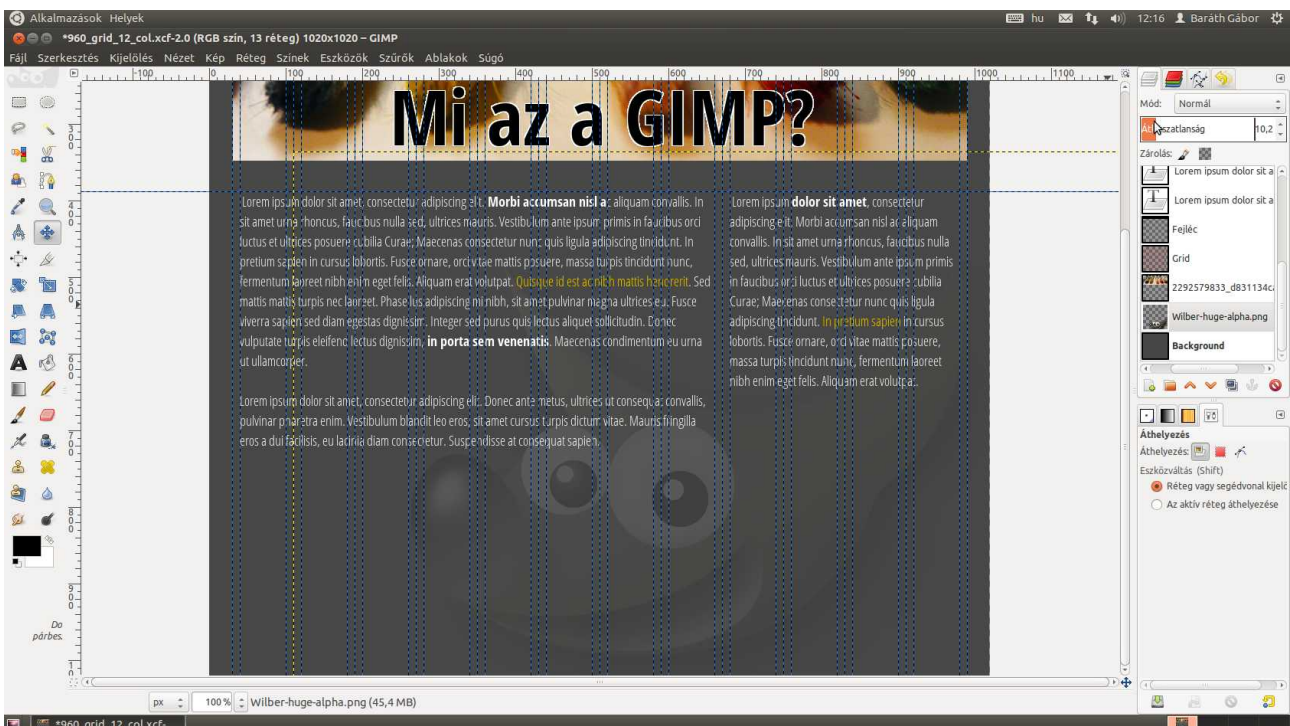 Alkalmazások Helyek
hu 12:16 Baráth Gábor
*960_grid_12_col.xcf-2.0 (RGB szín, 13 réteg) 1020x1020 – GIMP
Fájl Szerkesztés Kijelölés Nézet Kép Réteg Színek Eszközök Szűrők Ablakok Súgó
-100 0 100 200 300 400 500 600 700 800 900 1000 1100
Mi az a GIMP?
Lorem ipsum dolor sit amet, consectetur adipiscing elit. Morbi accumsan nisl ac aliquam convallis. In
sit amet urna rhoncus, faucibus nulla sed, ultrices mauris. Vestibulum ante ipsum primis in faucibus orci
luctus et ultrices posuere cubilia Curae; Maecenas consectetur nunc quis ligula adipiscing tincidunt. In
pretium sapien in cursus lobortis. Fusce ornare, orci vitae mattis posuere, massa turpis tincidunt nunc,
fermentum laoreet nibh enim eget felis. Aliquam erat volutpat. Quisque id est ac nibh mattis hendrerit. Sed
mattis mattis turpis nec laoreet. Phasellus adipiscing mi nibh, sit amet pulvinar magna ultrices eu. Fusce
viverra sapien sed diam egestas dignissim. Integer sed purus quis lectus aliquet sollicitudin. Donec
vulputate turpis eleifend lectus dignissim, in porta sem venenatis. Maecenas condimentum eu urna
ut ullamcorper.
Lorem ipsum dolor sit amet, consectetur adipiscing elit. Donec ante metus, ultrices ut consequat convallis,
pulvinar pharetra enim. Vestibulum blandit leo eros, sit amet cursus turpis dictum vitae. Mauris fringilla
eros a dui facilisis, eu lacinia diam consectetur. Suspendisse at consequat sapien.
Lorem ipsum dolor sit amet, consectetur
adipiscing elit. Morbi accumsan nisl ac aliquam
convallis. In sit amet urna rhoncus, faucibus nulla
sed, ultrices mauris. Vestibulum ante ipsum primis
in faucibus orci luctus et ultrices posuere cubilia
Curae; Maecenas consectetur nunc quis ligula
adipiscing tincidunt. In pretium sapien in cursus
lobortis. Fusce ornare, orci vitae mattis posuere,
massa turpis tincidunt nunc, fermentum laoreet
nibh enim eget felis. Aliquam erat volutpat.
Mód: Normál
10,2
Zárolás:
Lorem ipsum dolor sit a
Lorem ipsum dolor sit a
Fejléc
Grid
2292579833_d831134c
Wilber-huge-alpha.png
Background
Áthelyezés
Áthelyezés:
Eszközváltás (Shift)
Réteg vagy segédvonal kijelö
Az aktív réteg áthelyezése
Do
párbes
px 100 % Wilber-huge-alpha.png (45,4 MB)
*960_grid_12_col.xcf-